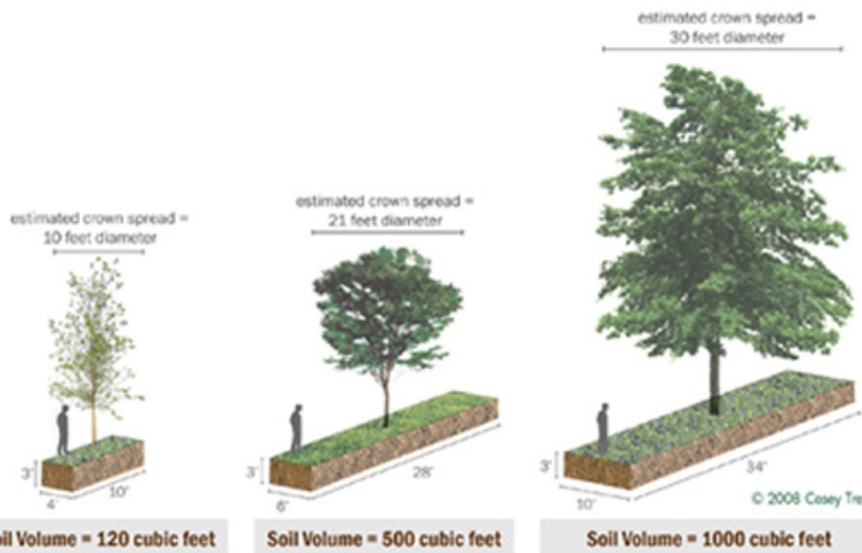 estimated crown spread =
10 feet diameter
3'
4'
10'
Soil Volume = 120 cubic feet
estimated crown spread =
21 feet diameter
3'
6'
28'
Soil Volume = 500 cubic feet
estimated crown spread =
30 feet diameter
3'
10'
34'
© 2008 Casey Tre
Soil Volume = 1000 cubic feet